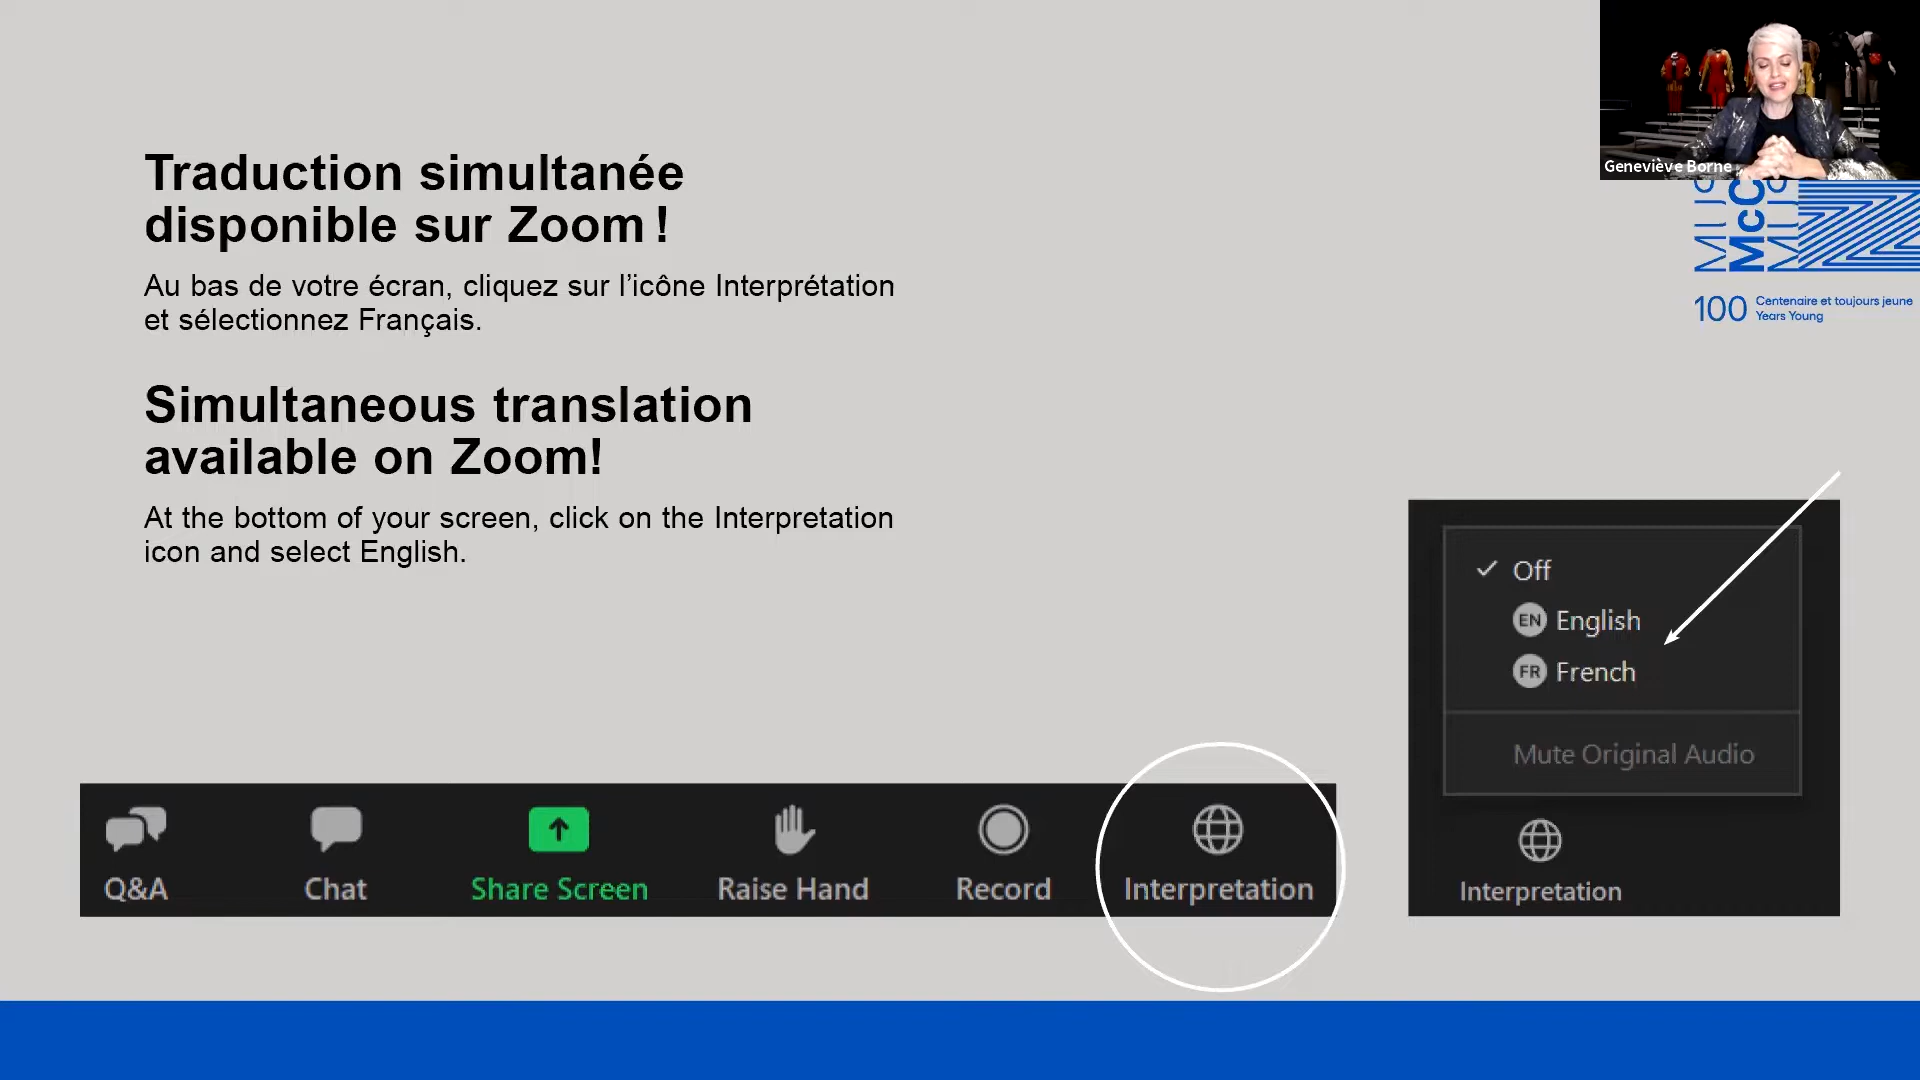 Traduction simultanée
disponible sur Zoom !
Au bas de votre écran, cliquez sur l’icône Interprétation
et sélectionnez Français.
Simultaneous translation
available on Zoom!
At the bottom of your screen, click on the Interpretation
icon and select English.
Geneviève Borne
McC
100
Centenaire et toujours jeune
Years Young
Off
EN English
FR French
Mute Original Audio
Interpretation
Q&A
Chat
Share Screen
Raise Hand
Record
Interpretation